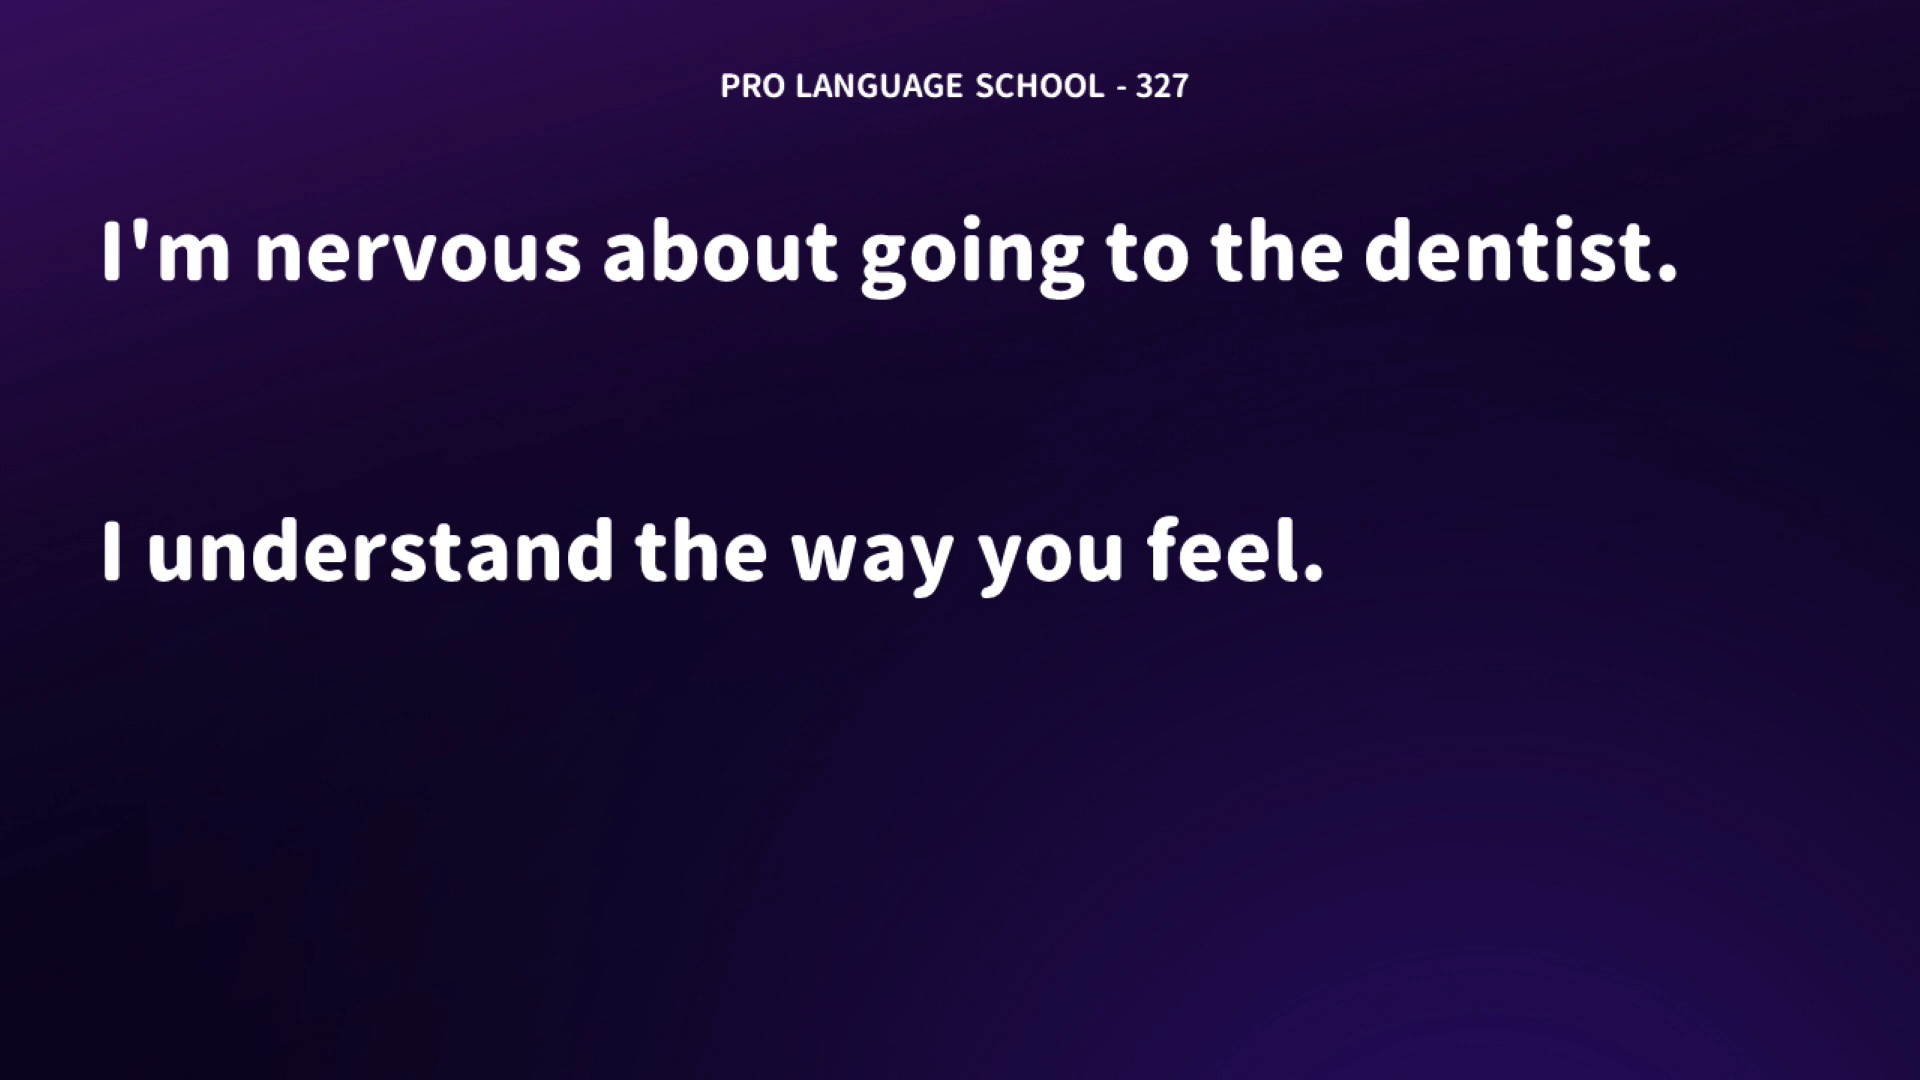 PRO LANGUAGE SCHOOL - 327
I'm nervous about going to the dentist.
I understand the way you feel.